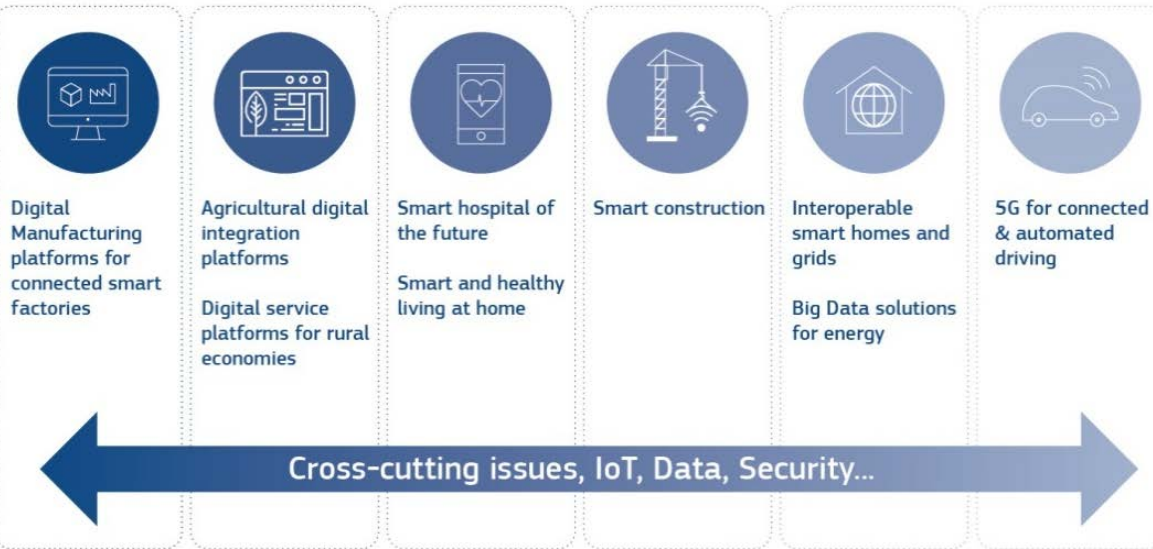 Digital
Manufacturing
platforms for
connected smart
factories
Agricultural digital
integration
platforms
Digital service
platforms for rural
economies
Smart hospital of
the future
Smart and healthy
living at home
Smart construction
Interoperable
smart homes and
grids
Big Data solutions
for energy
5G for connected
& automated
driving
Cross-cutting issues, IoT, Data, Security...